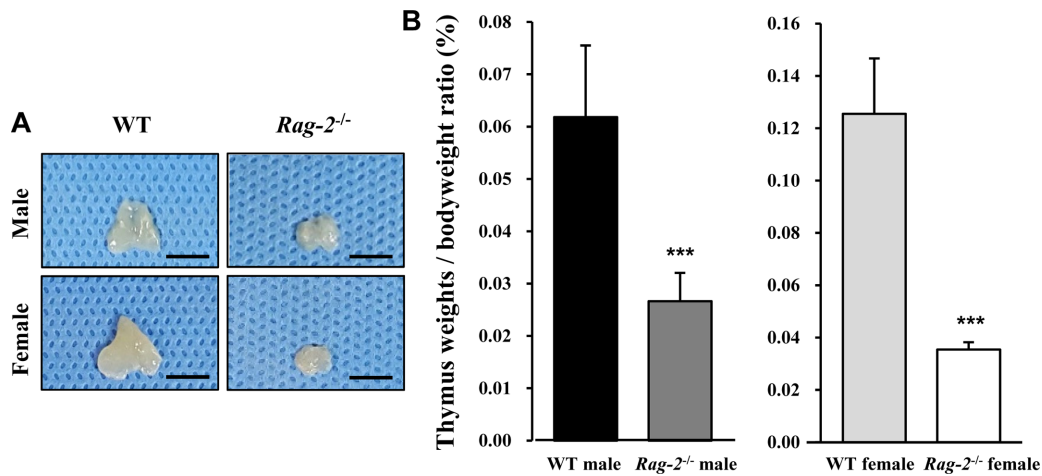 A
WT Rag-2-/-
Male
Female
B
Thymus weights / bodyweight ratio (%)
0.08
0.07
0.06
0.05
0.04
0.03
0.02
0.01
0.00
***
WT male Rag-2-/- male
0.16
0.14
0.12
0.10
0.08
0.06
0.04
0.02
0.00
***
WT female Rag-2-/- female